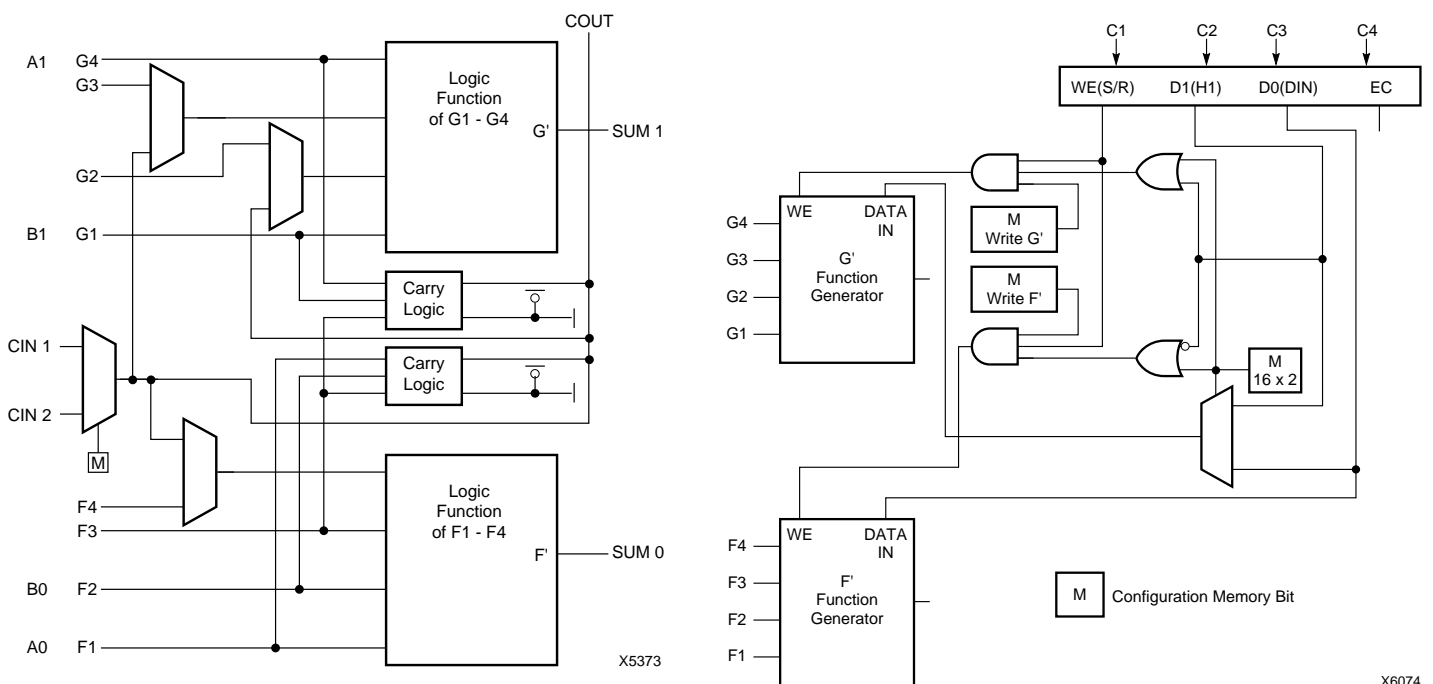 COUT
A1 G4
G3
Logic
Function
of G1 - G4
G'
SUM 1
G2
B1 G1
Carry
Logic
CIN 1
Carry
Logic
CIN 2
M
F4
F3
Logic
Function
of F1 - F4
F'
SUM 0
B0 F2
A0 F1
X5373
C1 C2 C3 C4
WE(S/R) D1(H1) D0(DIN) EC
WE DATA
IN
G4
G3
G2
G1
G'
Function
Generator
M
Write G'
M
Write F'
M
16 x 2
WE DATA
IN
F4
F3
F2
F1
F'
Function
Generator
M Configuration Memory Bit
X6074